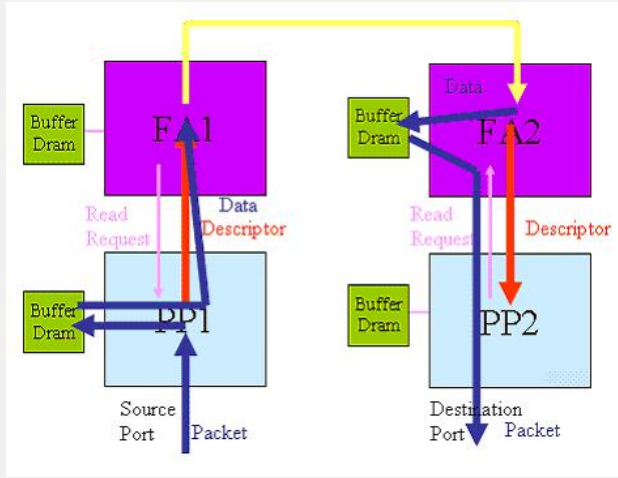 Buffer
Dram
FA1
Read
Request
Data
Descriptor
Buffer
Dram
PP1
Source
Port
Packet
Buffer
Dram
Data
FA2
Read
Request
Descriptor
Buffer
Dram
PP2
Destination
Port
Packet